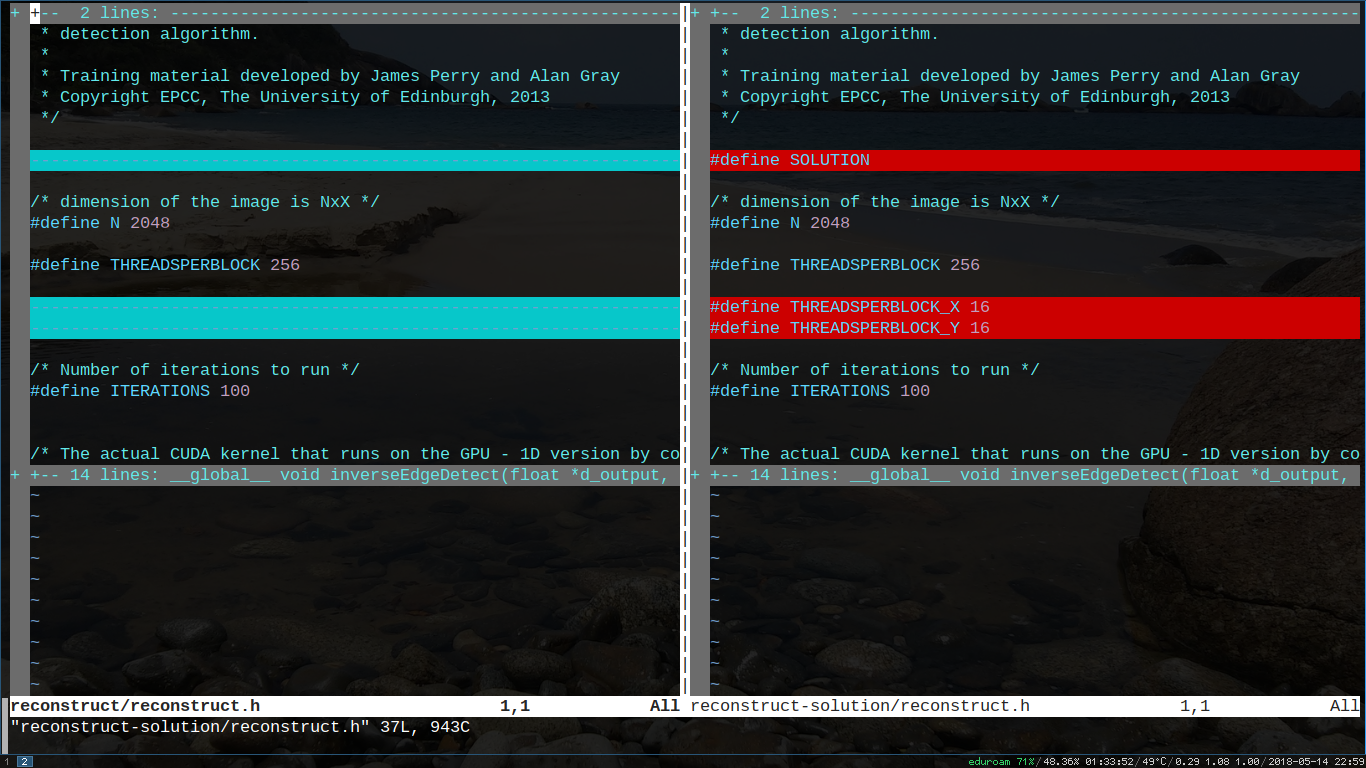 + +-- 2 lines: ---------------------------------------------------
* detection algorithm.
*
* Training material developed by James Perry and Alan Gray
* Copyright EPCC, The University of Edinburgh, 2013
*/
/* dimension of the image is NxX */
#define N 2048
#define THREADSPERBLOCK 256
/* Number of iterations to run */
#define ITERATIONS 100
/* The actual CUDA kernel that runs on the GPU - 1D version by co
+ +-- 14 lines: __global__ void inverseEdgeDetect(float *d_output,
~
~
~
~
~
~
~
~
~
~
reconstruct/reconstruct.h 1,1 All
+ +-- 2 lines: ---------------------------------------------------
* detection algorithm.
*
* Training material developed by James Perry and Alan Gray
* Copyright EPCC, The University of Edinburgh, 2013
*/
#define SOLUTION
/* dimension of the image is NxX */
#define N 2048
#define THREADSPERBLOCK 256
#define THREADSPERBLOCK_X 16
#define THREADSPERBLOCK_Y 16
/* Number of iterations to run */
#define ITERATIONS 100
/* The actual CUDA kernel that runs on the GPU - 1D version by co
+ +-- 14 lines: __global__ void inverseEdgeDetect(float *d_output,
~
~
~
~
~
~
~
~
~
~
reconstruct-solution/reconstruct.h 1,1 All
"reconstruct-solution/reconstruct.h" 37L, 943C
1 2
eduroam 71%/48.36% 01:33:52/49°C/0.29 1.08 1.00/2018-05-14 22:59